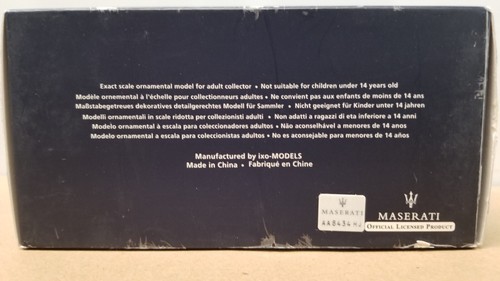 Exact scale ornamental model for adult collector • Not suitable for children under 14 years old
Modèle ornemental à l'échelle pour collectionneurs adultes • Ne convient pas aux enfants de moins de 14 ans
Maßstabegetreues dekoratives detailgerechtes Modell für Sammler • Nicht geeignet für Kinder unter 14 jahren
Modelli ornamentali in scale ridotta per collezionisti adulti • Non adatti a ragazzi di eta inferiore a 14 anni
Modelo ornamental à escala para coleccionadores adultos • Não aconselhável a menores de 14 anos
Modelo ornamental a escala para coleccionistas adultos • No es aconsejable para menores de 14 años
Manufactured by ixo-MODELS
Made in China • Fabriqué en Chine
MASERATI
AA8494
MASERATI
OFFICIAL LICENSED PRODUCT